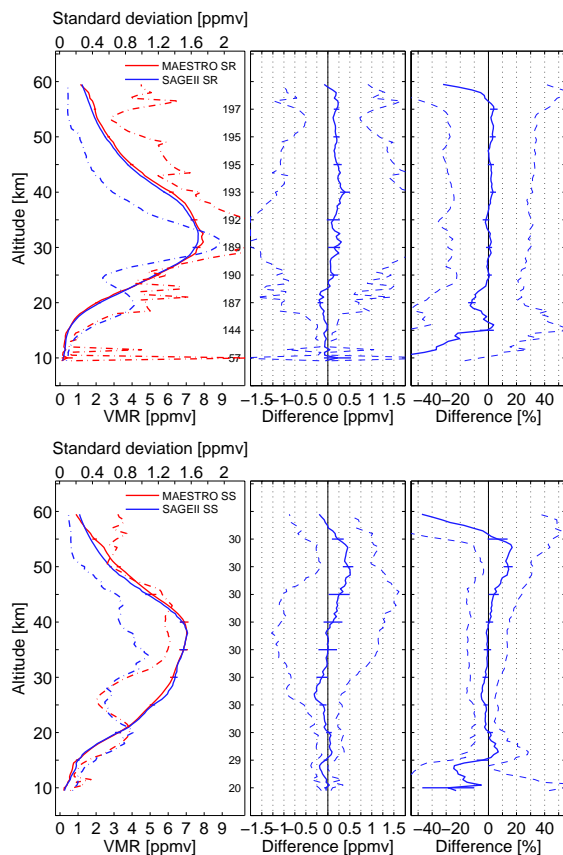 Standard deviation [ppmv]
0 0.4 0.8 1.2 1.6 2
MAESTRO SR
SAGEII SR
60
50
40
30
20
10
Altitude [km]
197
195
195
193
192
189
190
187
144
57
0 1 2 3 4 5 6 7 8 9
VMR [ppmv]
−1.5 −1 −0.5 0 0.5 1 1.5
Difference [ppmv]
−40 −20 0 20 40
Difference [%]
Standard deviation [ppmv]
0 0.4 0.8 1.2 1.6 2
MAESTRO SS
SAGEII SS
60
50
40
30
20
10
Altitude [km]
30
30
30
30
30
30
30
30
29
20
0 1 2 3 4 5 6 7 8 9
VMR [ppmv]
−1.5 −1 −0.5 0 0.5 1 1.5
Difference [ppmv]
−40 −20 0 20 40
Difference [%]